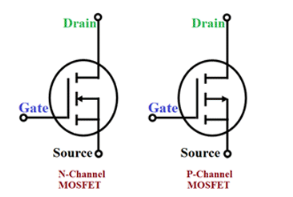 Drain
Drain
Gate
Gate
Source
Source
N-Channel
MOSFET
P-Channel
MOSFET